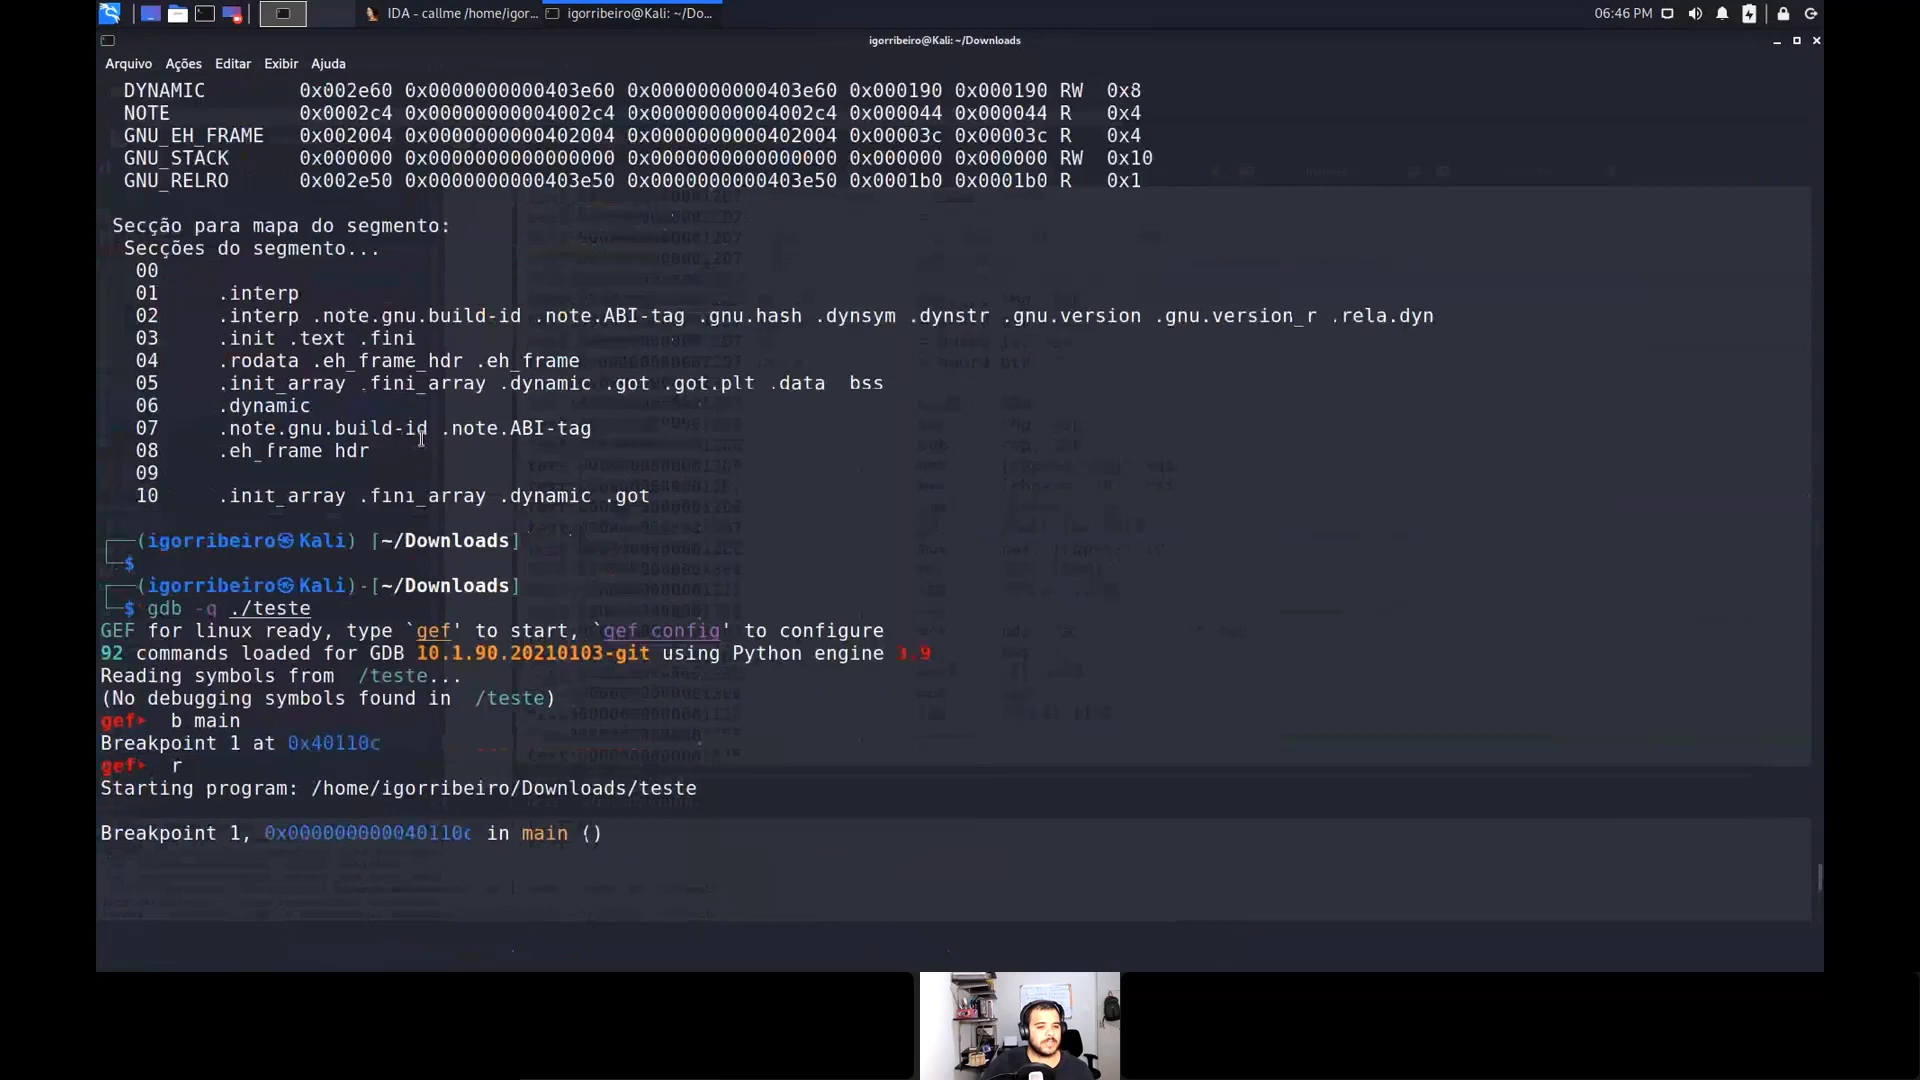 IDA - callme /home/igor...
igorribeiro@Kali: ~/Do...
06:46 PM
igorribeiro@Kali: ~/Downloads
Arquivo Ações Editar Exibir Ajuda
DYNAMIC 0x002e60 0x0000000000403e60 0x0000000000403e60 0x000190 0x000190 RW 0x8
NOTE 0x0002c4 0x00000000004002c4 0x00000000004002c4 0x000044 0x000044 R 0x4
GNU_EH_FRAME 0x002004 0x0000000000402004 0x0000000000402004 0x00003c 0x00003c R 0x4
GNU_STACK 0x000000 0x0000000000000000 0x0000000000000000 0x000000 0x000000 RW 0x10
GNU_RELRO 0x002e50 0x0000000000403e50 0x0000000000403e50 0x0001b0 0x0001b0 R 0x1
Secção para mapa do segmento:
Secções do segmento...
00
01 .interp
02 .interp .note.gnu.build-id .note.ABI-tag .gnu.hash .dynsym .dynstr .gnu.version .gnu.version_r .rela.dyn
03 .init .text .fini
04 .rodata .eh_frame_hdr .eh_frame
05 .init_array .fini_array .dynamic .got .got.plt .data bss
06 .dynamic
07 .note.gnu.build-id .note.ABI-tag
08 .eh_frame hdr
09
10 .init_array .fini_array .dynamic .got
(igorribeiro㉿Kali) [~/Downloads]
$
(igorribeiro㉿Kali)-[~/Downloads]
$ gdb -q ./teste
GEF for linux ready, type `gef' to start, `gef config' to configure
92 commands loaded for GDB 10.1.90.20210103-git using Python engine 3.9
Reading symbols from /teste...
(No debugging symbols found in /teste)
gef➤ b main
Breakpoint 1 at 0x40110c
gef➤ r
Starting program: /home/igorribeiro/Downloads/teste
Breakpoint 1, 0x000000000040110c in main ()